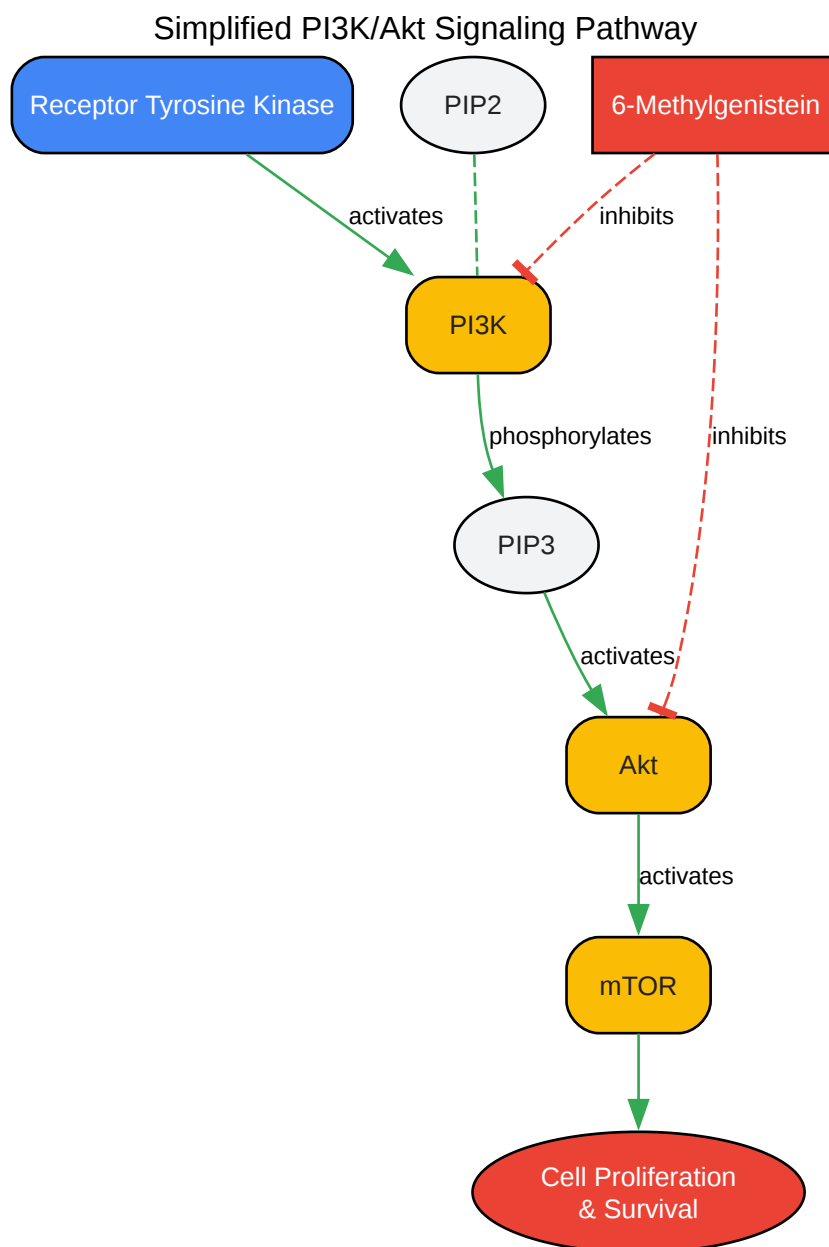 Simplified PI3K/Akt Signaling Pathway
Receptor Tyrosine Kinase
PIP2
6-Methylgenistein
activates
inhibits
PI3K
phosphorylates
inhibits
PIP3
activates
Akt
activates
mTOR
Cell Proliferation
& Survival